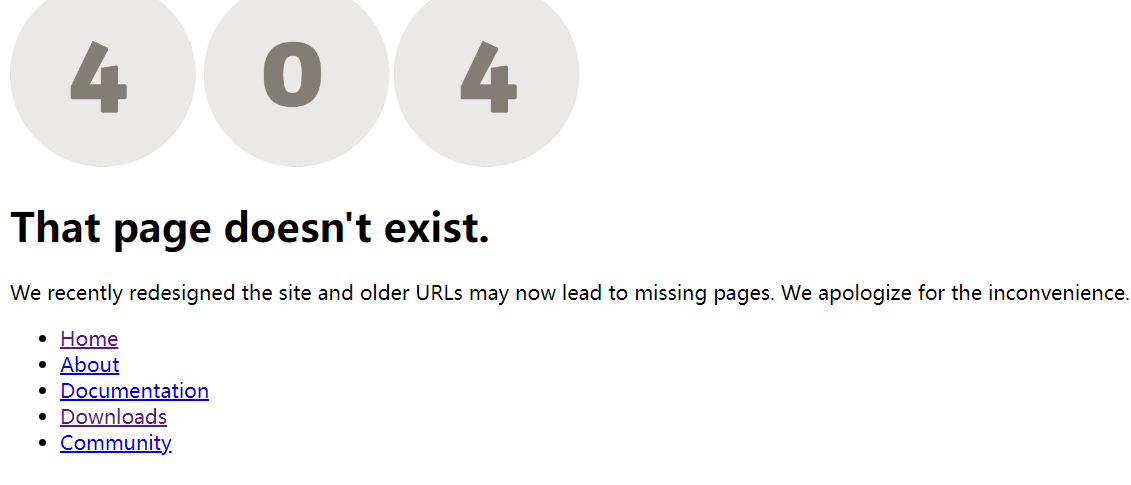 4 0 4
That page doesn't exist.
We recently redesigned the site and older URLs may now lead to missing pages. We apologize for the inconvenience.
Home
About
Documentation
Downloads
Community